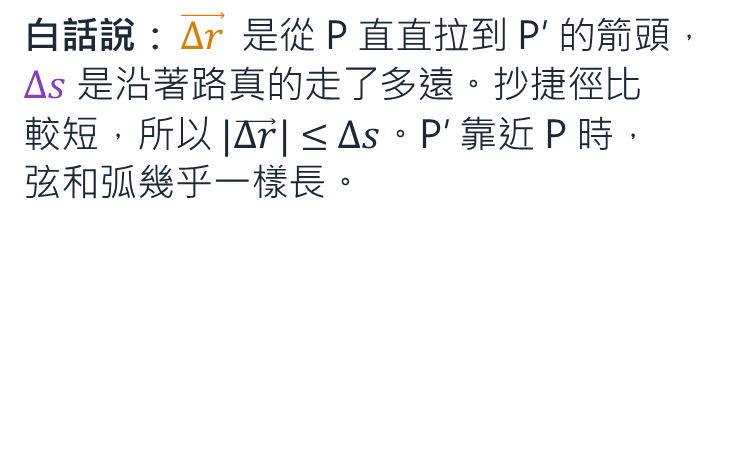 白話說：$\overrightarrow{\Delta r}$ 是從 P 直直拉到 P′ 的箭頭，
Δs 是沿著路真的走了多遠。抄捷徑比
較短，所以 $|\overrightarrow{\Delta r}| \le \Delta s$。P′ 靠近 P 時，
弦和弧幾乎一樣長。